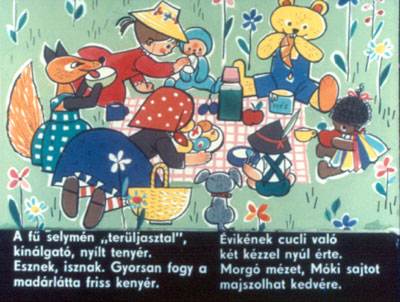 MÉZ
A fű selymén „terüljasztal",
kínálgató, nyílt tenyér.
Esznek, isznak. Gyorsan fogy a
madárlátta friss kenyér.
Évikének cucli való
két kézzel nyúl érte.
Morgó mézet, Móki sajtot
majszolhat kedvére.